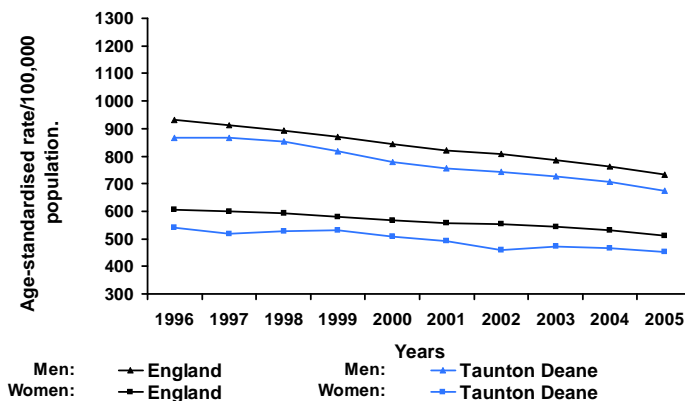 1300
1200
1100
1000
900
800
700
600
500
400
300
Age-standardised rate/100,000
population.
1996 1997 1998 1999 2000 2001 2002 2003 2004 2005
Years
Men: England Men: Taunton Deane
Women: England Women: Taunton Deane